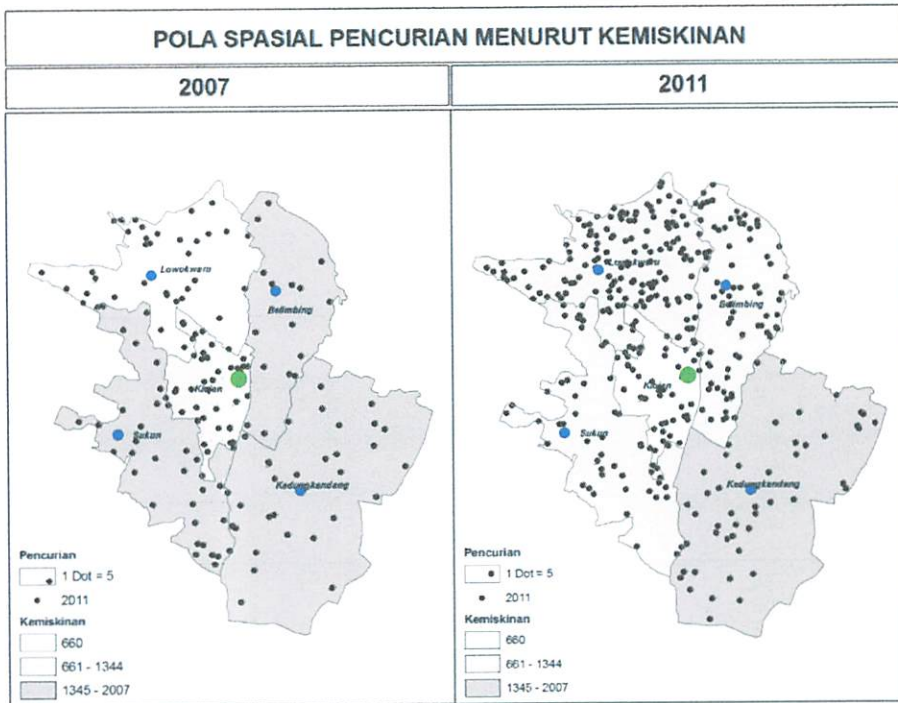 POLA SPASIAL PENCURIAN MENURUT KEMISKINAN
2007
2011
Lowokwaru
Belimbing
Klojen
Sukun
Kedungkandang
Pencurian
1 Dot = 5
2011
Kemiskinan
660
661 - 1344
1345 - 2007
Lowokwaru
Belimbing
Klojen
Sukun
Kedungkandang
Pencurian
1 Dot = 5
2011
Kemiskinan
660
661 - 1344
1345 - 2007